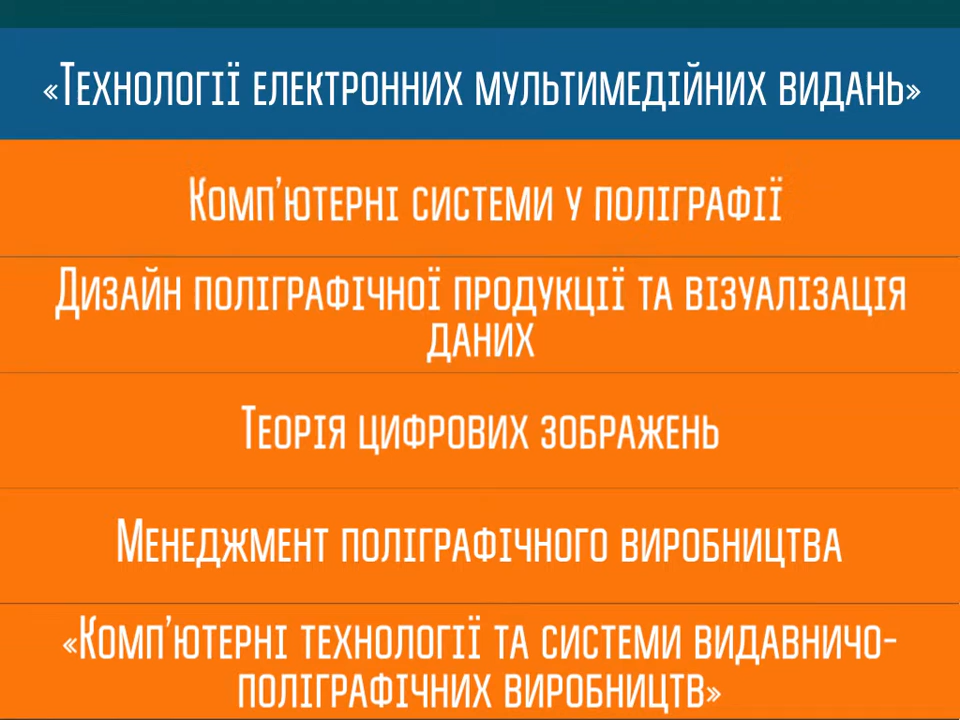 «Технології електронних мультимедійних видань»
Комп'ютерні системи у поліграфії
Дизайн поліграфічної продукції та візуалізація
даних
Теорія цифрових зображень
Менеджмент поліграфічного виробництва
«Комп'ютерні технології та системи видавничо-
поліграфічних виробництв»